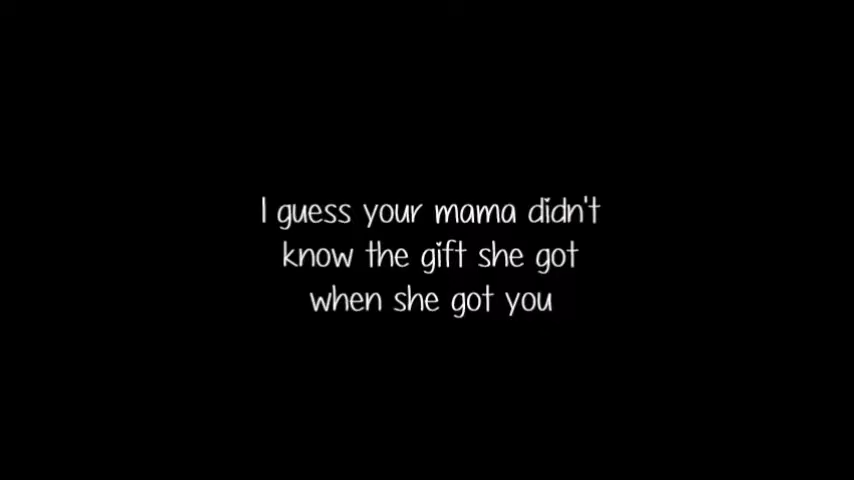 I guess your mama didn't
know the gift she got
when she got you